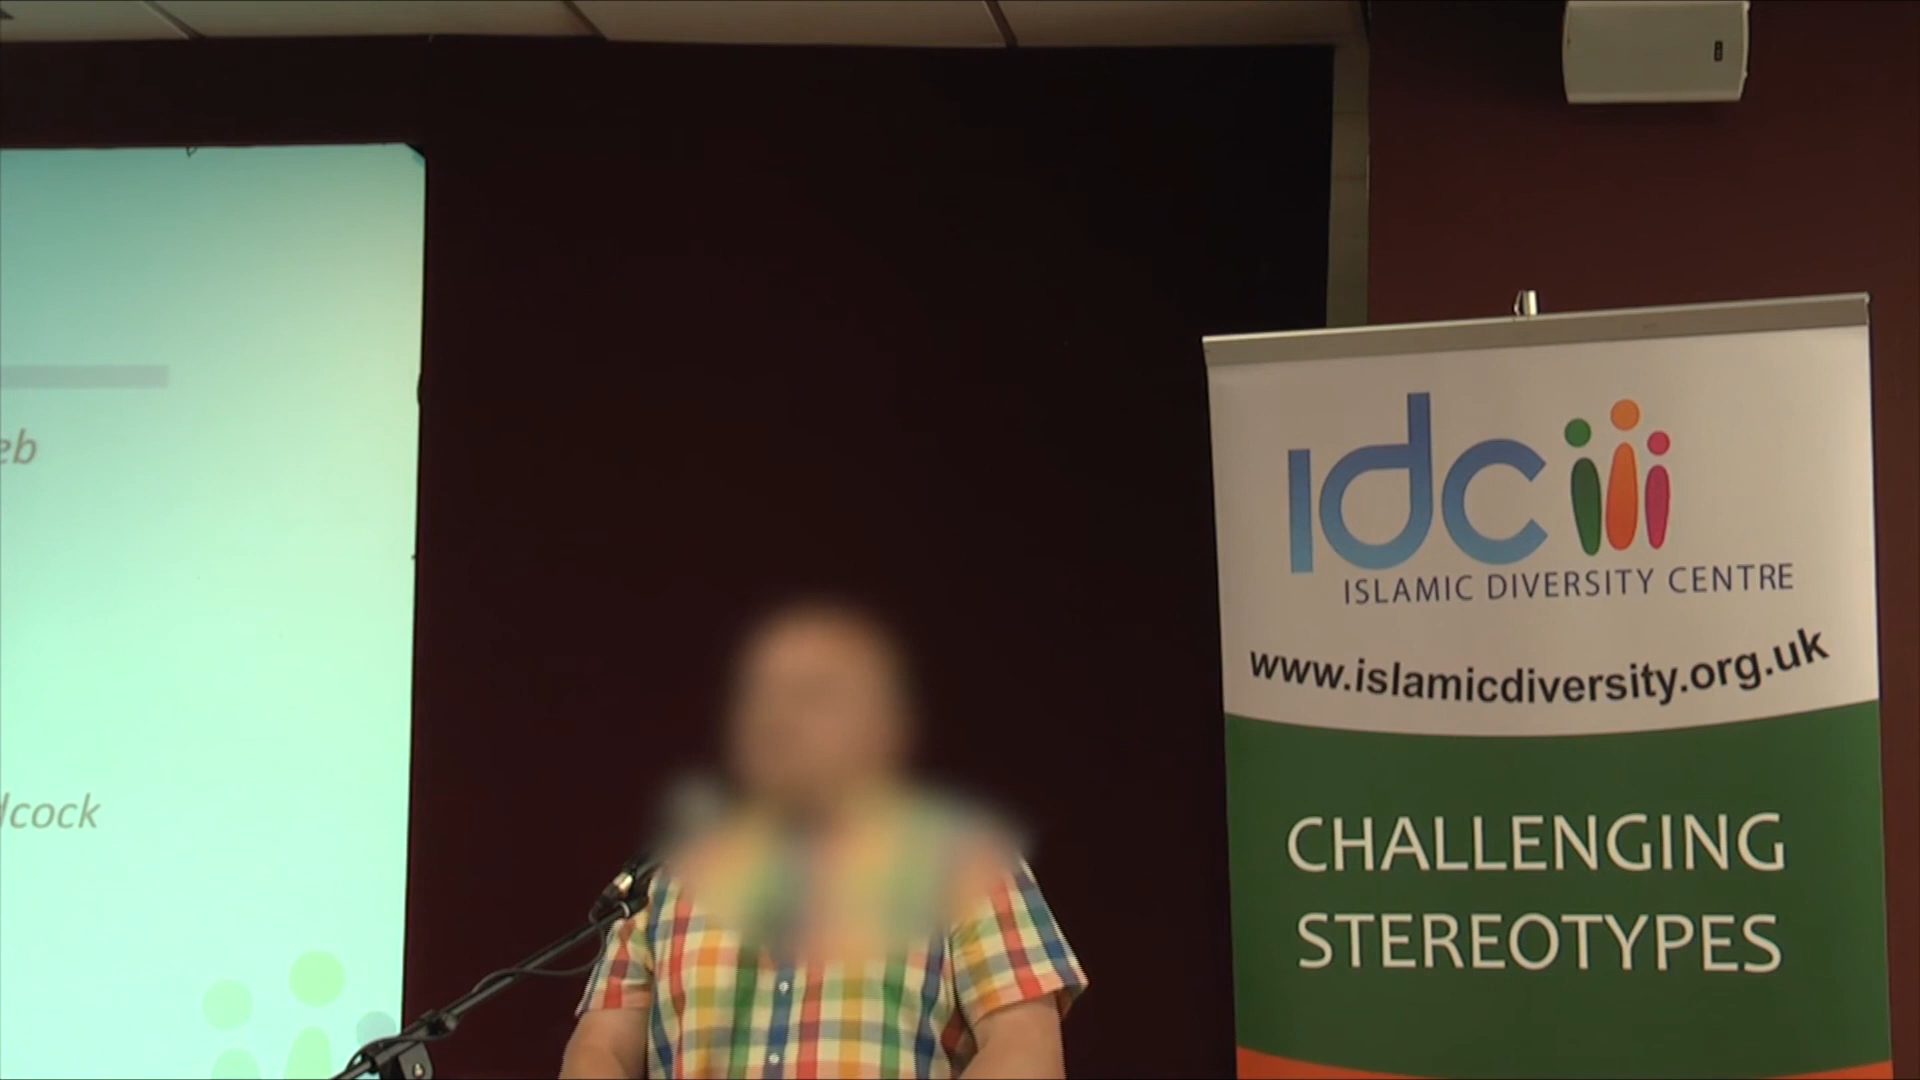 eb
dcock
idc
ISLAMIC DIVERSITY CENTRE
www.islamicdiversity.org.uk
CHALLENGING
STEREOTYPES